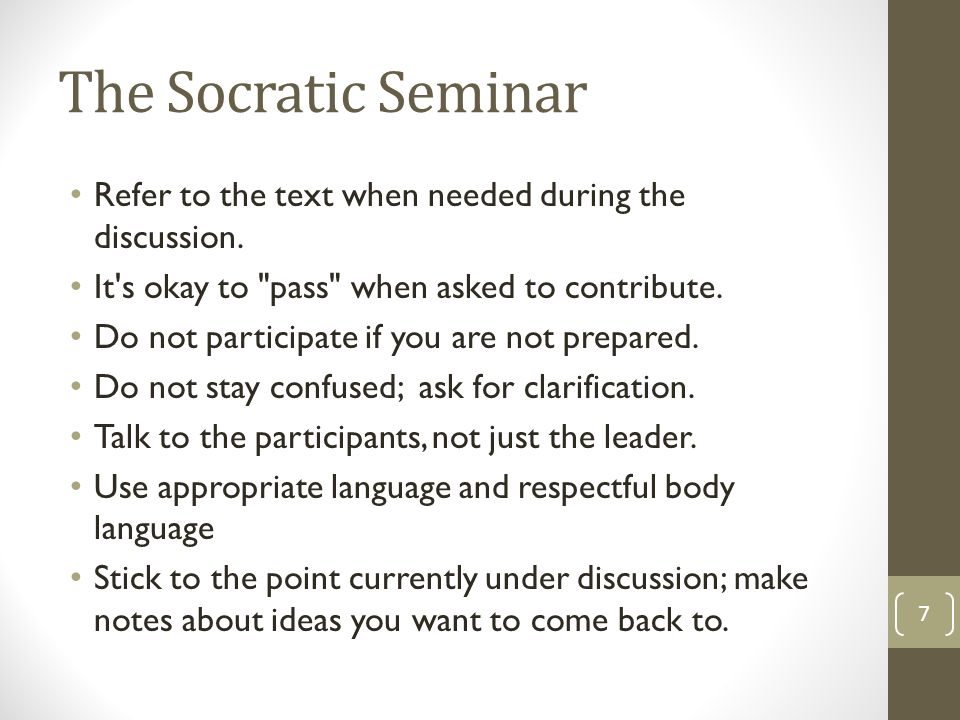 The Socratic Seminar
• Refer to the text when needed during the
discussion.
• It's okay to "pass" when asked to contribute.
• Do not participate if you are not prepared.
• Do not stay confused;  ask for clarification.
• Talk to the participants, not just the leader.
• Use appropriate language and respectful body
language
• Stick to the point currently under discussion; make
notes about ideas you want to come back to.
7